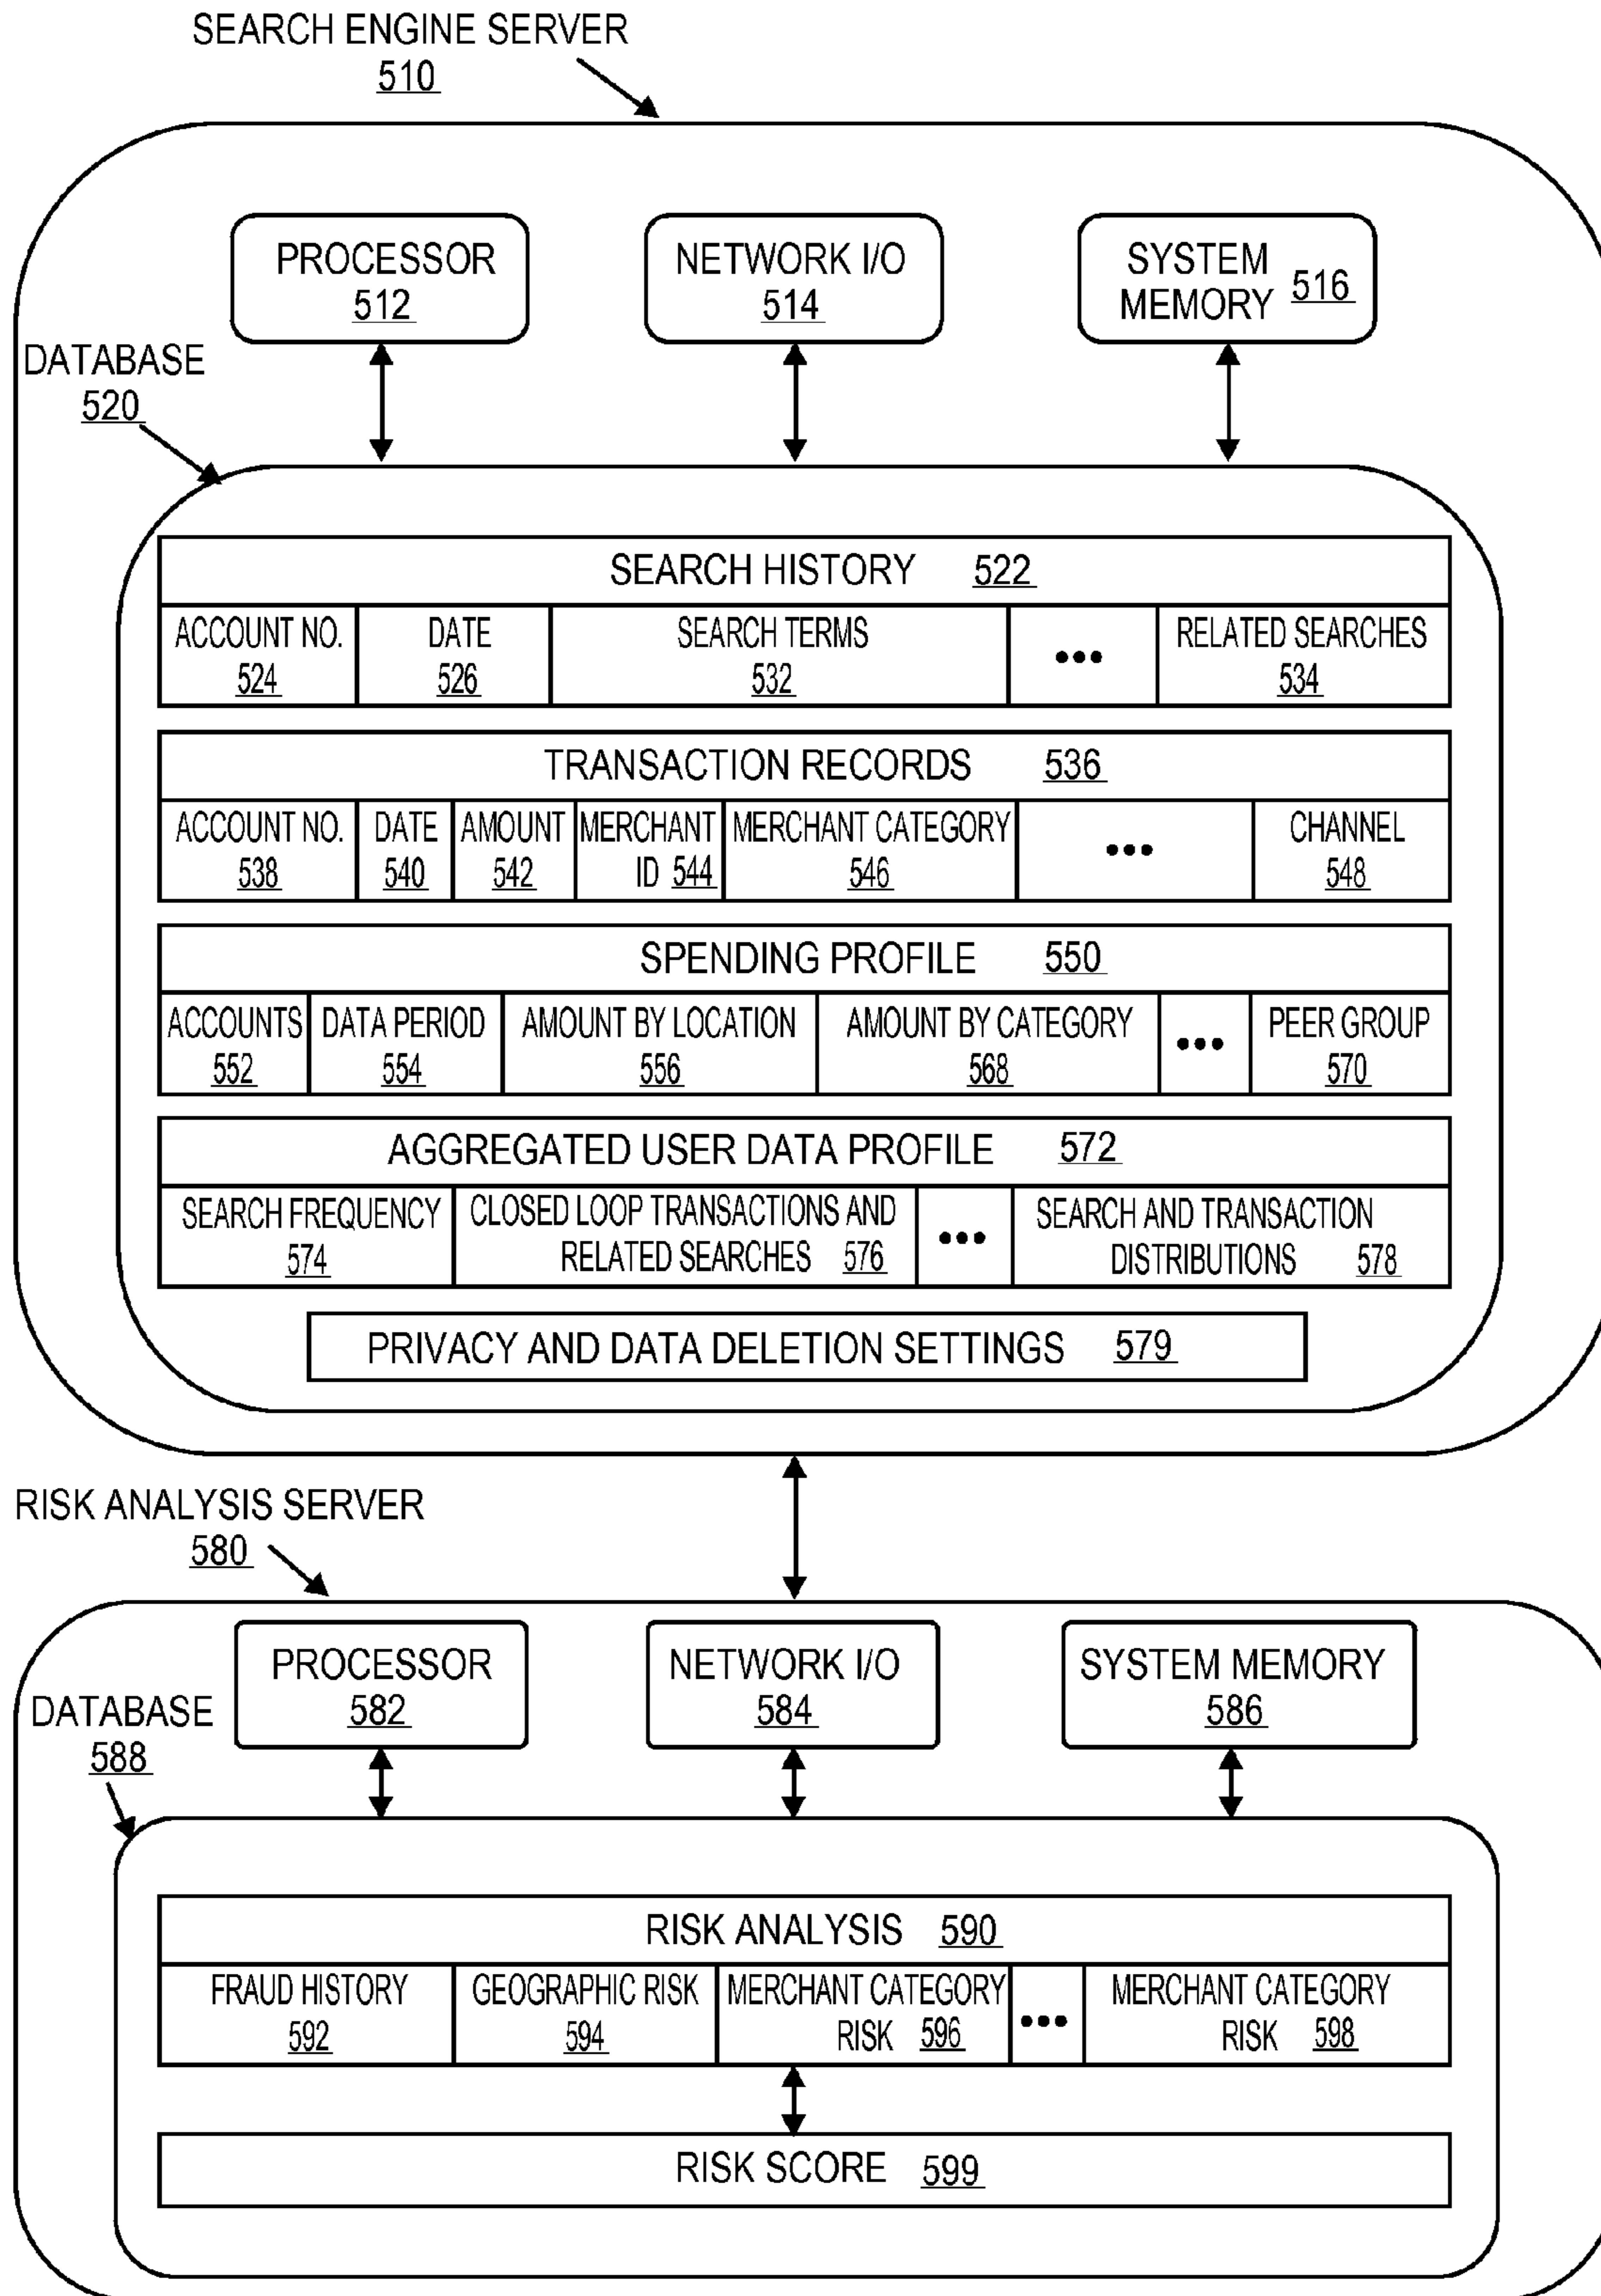 SEARCH ENGINE SERVER
510
PROCESSOR
512
NETWORK I/O
514
SYSTEM
MEMORY 516
DATABASE
520
SEARCH HISTORY 522
ACCOUNT NO.
524
DATE
526
SEARCH TERMS
532
•••
RELATED SEARCHES
534
TRANSACTION RECORDS 536
ACCOUNT NO.
538
DATE
540
AMOUNT
542
MERCHANT
ID 544
MERCHANT CATEGORY
546
•••
CHANNEL
548
SPENDING PROFILE 550
ACCOUNTS
552
DATA PERIOD
554
AMOUNT BY LOCATION
556
AMOUNT BY CATEGORY
568
•••
PEER GROUP
570
AGGREGATED USER DATA PROFILE 572
SEARCH FREQUENCY
574
CLOSED LOOP TRANSACTIONS AND
RELATED SEARCHES 576
•••
SEARCH AND TRANSACTION
DISTRIBUTIONS 578
PRIVACY AND DATA DELETION SETTINGS 579
RISK ANALYSIS SERVER
580
PROCESSOR
582
NETWORK I/O
584
SYSTEM MEMORY
586
DATABASE
588
RISK ANALYSIS 590
FRAUD HISTORY
592
GEOGRAPHIC RISK
594
MERCHANT CATEGORY
RISK 596
•••
MERCHANT CATEGORY
RISK 598
RISK SCORE 599